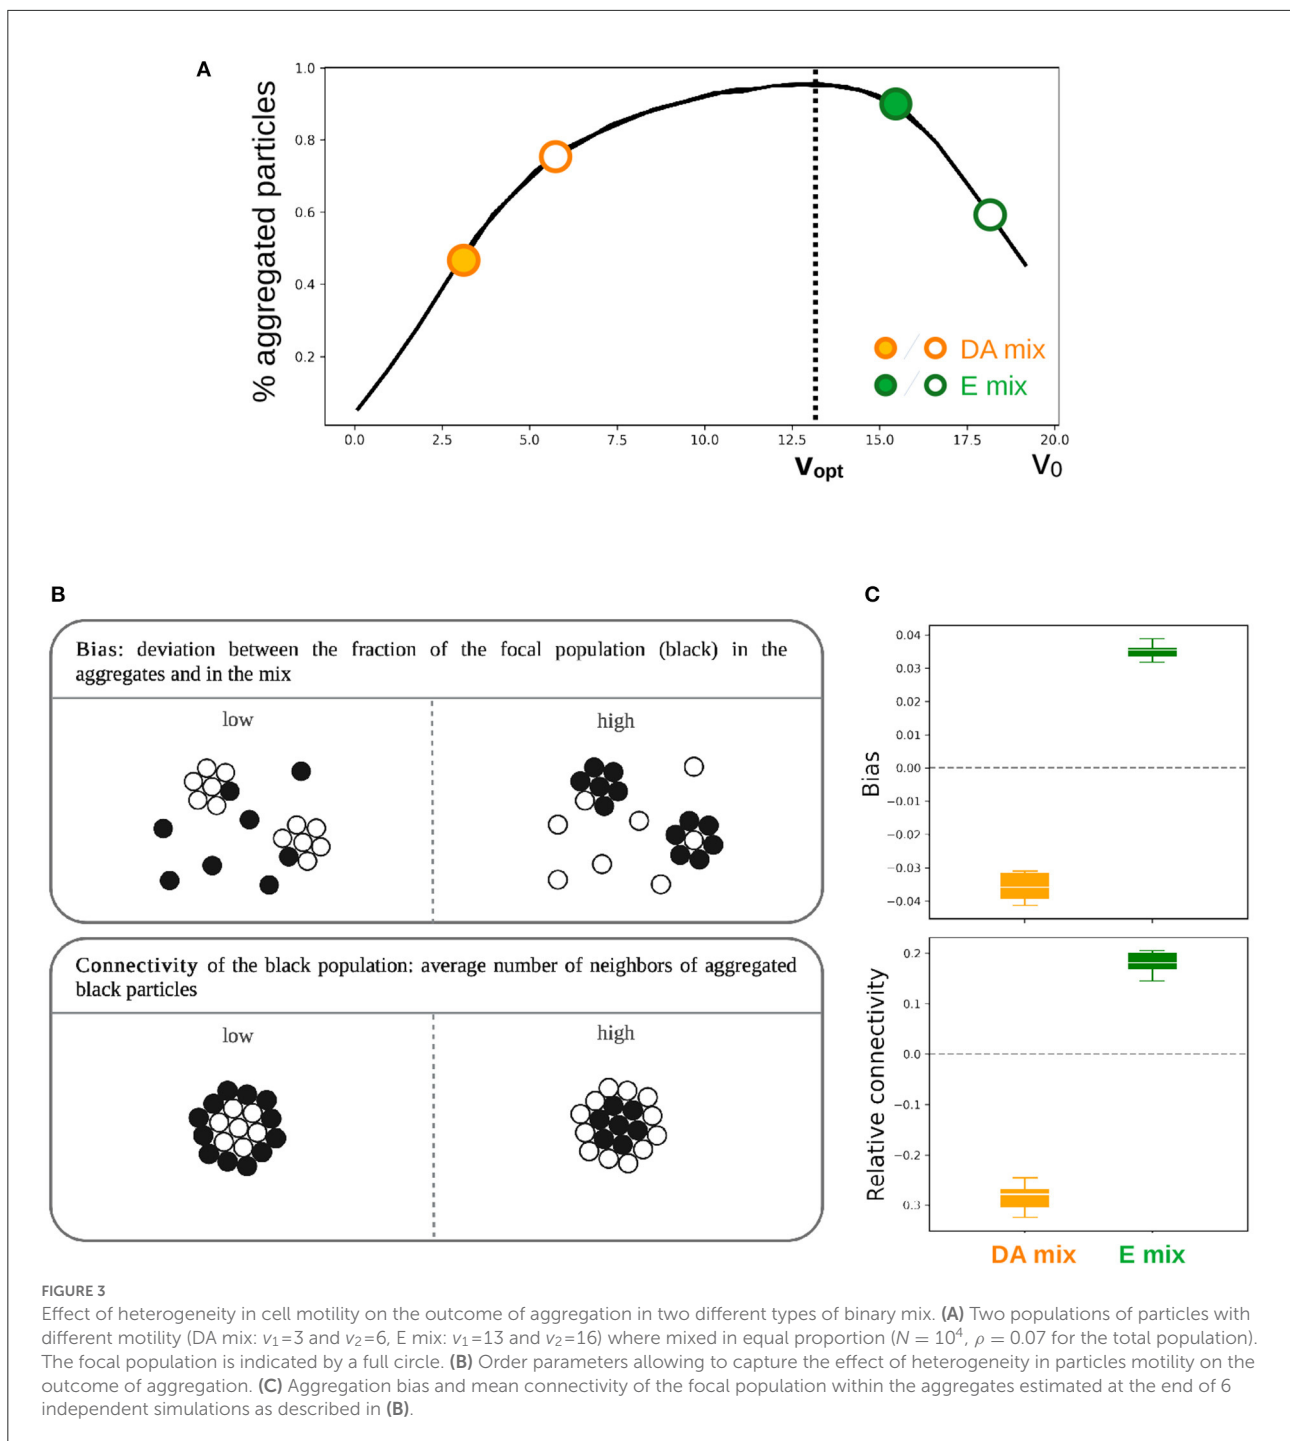 A
% aggregated particles
1.0
0.8
0.6
0.4
0.2
0.0 2.5 5.0 7.5 10.0 12.5 15.0 17.5 20.0
Vopt V0
DA mix
E mix
B
Bias: deviation between the fraction of the focal population (black) in the
aggregates and in the mix
low high
Connectivity of the black population: average number of neighbors of aggregated
black particles
low high
C
Bias
0.04
0.03
0.02
0.01
0.00
−0.01
−0.02
−0.03
−0.04
Relative connectivity
0.2
0.1
0.0
−0.1
−0.2
0.3
DA mix E mix
FIGURE 3
Effect of heterogeneity in cell motility on the outcome of aggregation in two different types of binary mix. (A) Two populations of particles with
different motility (DA mix: v1=3 and v2=6, E mix: v1=13 and v2=16) where mixed in equal proportion (N = 10⁴, ρ = 0.07 for the total population).
The focal population is indicated by a full circle. (B) Order parameters allowing to capture the effect of heterogeneity in particles motility on the
outcome of aggregation. (C) Aggregation bias and mean connectivity of the focal population within the aggregates estimated at the end of 6
independent simulations as described in (B).